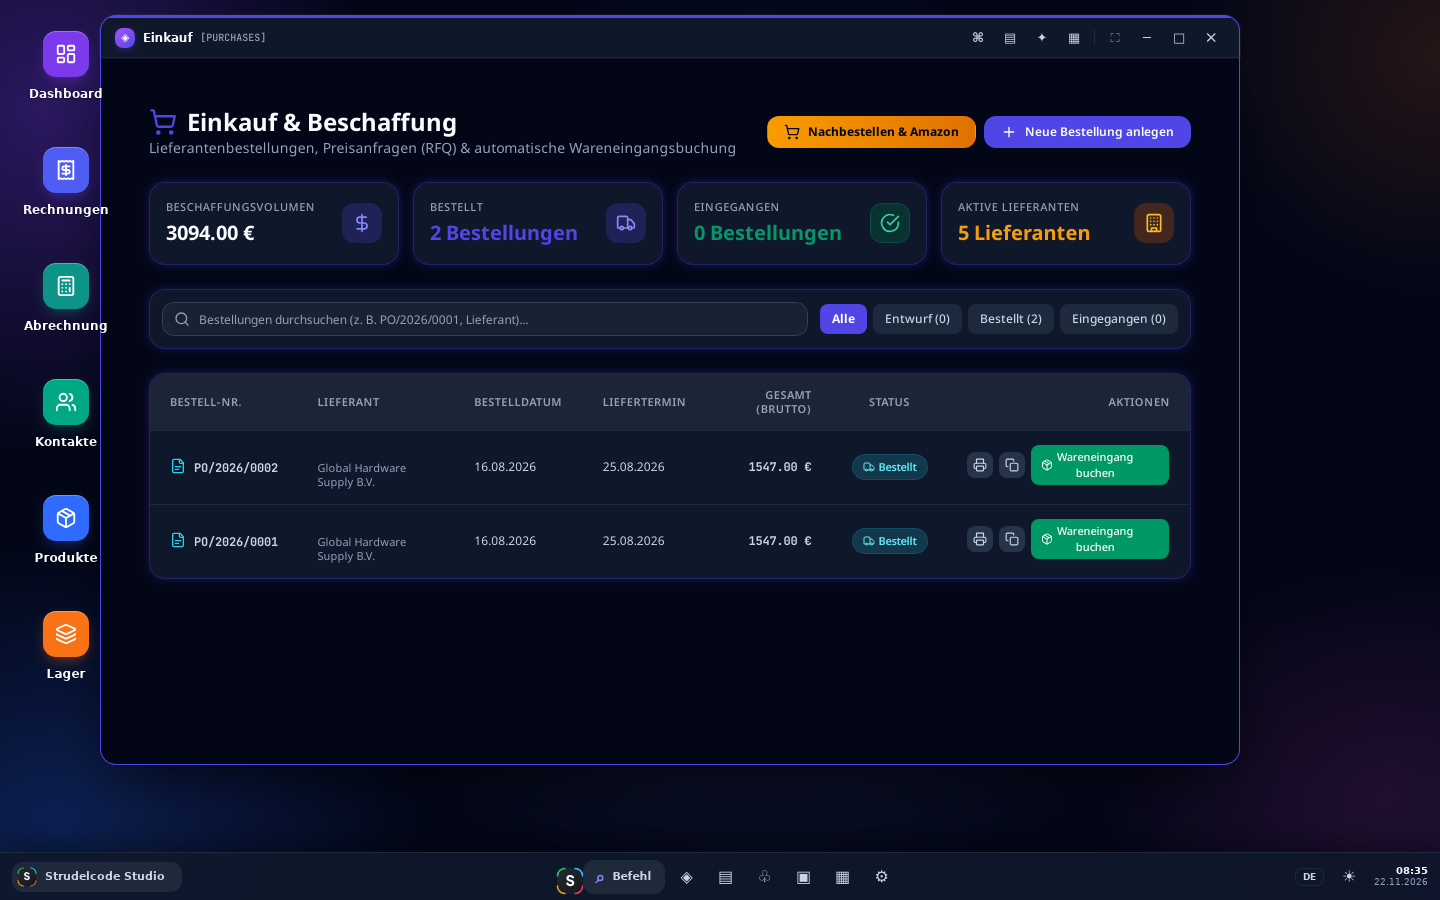 Einkauf [PURCHASES]
Dashboard
Rechnungen
Abrechnung
Kontakte
Produkte
Lager
Einkauf & Beschaffung
Lieferantenbestellungen, Preisanfragen (RFQ) & automatische Wareneingangsbuchung
Nachbestellen & Amazon
Neue Bestellung anlegen
BESCHAFFUNGSVOLUMEN
3094.00 €
BESTELLT
2 Bestellungen
EINGEGANGEN
0 Bestellungen
AKTIVE LIEFERANTEN
5 Lieferanten
Bestellungen durchsuchen (z. B. PO/2026/0001, Lieferant)...
Alle
Entwurf (0)
Bestellt (2)
Eingegangen (0)
BESTELL-NR.
LIEFERANT
BESTELLDATUM
LIEFERTERMIN
GESAMT
(BRUTTO)
STATUS
AKTIONEN
PO/2026/0002
Global Hardware
Supply B.V.
16.08.2026
25.08.2026
1547.00 €
Bestellt
Wareneingang
buchen
PO/2026/0001
Global Hardware
Supply B.V.
16.08.2026
25.08.2026
1547.00 €
Bestellt
Wareneingang
buchen
S Strudelcode Studio
S
Befehl
DE
08:35
22.11.2026